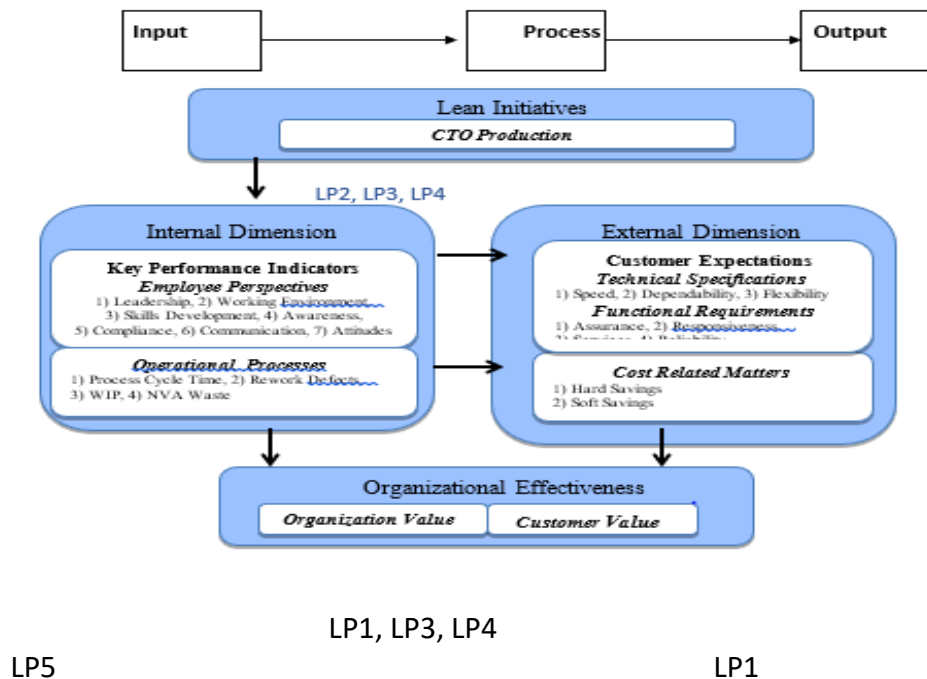 Input
Process
Output
Lean Initiatives
CTO Production
LP2, LP3, LP4
Internal Dimension
Key Performance Indicators
Employee Perspectives
1) Leadership, 2) Working Environment
3) Skills Development, 4) Awareness,
5) Compliance, 6) Communication, 7) Attitudes
Operational Processes
1) Process Cycle Time, 2) Rework Defects
3) WIP, 4) NVA Waste
External Dimension
Customer Expectations
Technical Specifications
1) Speed, 2) Dependability, 3) Flexibility
Functional Requirements
1) Assurance, 2) Responsiveness
Cost Related Matters
1) Hard Savings
2) Soft Savings
Organizational Effectiveness
Organization Value
Customer Value
LP1, LP3, LP4
LP5
LP1